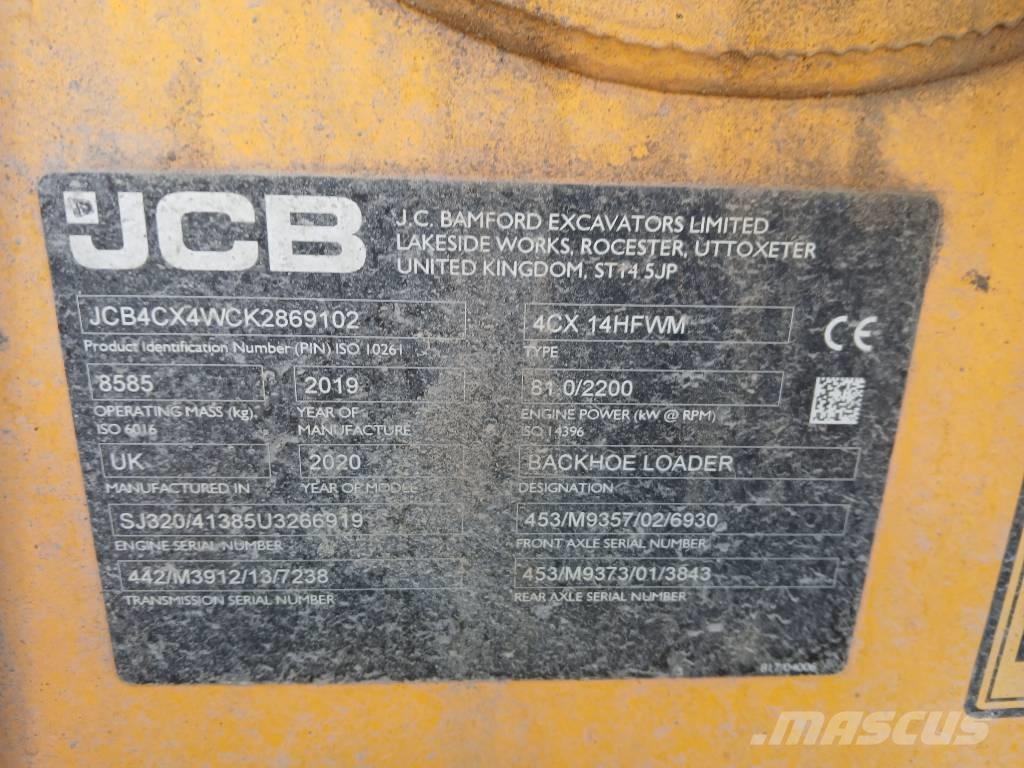 JCB
J.C. BAMFORD EXCAVATORS LIMITED
LAKESIDE WORKS, ROCESTER, UTTOXETER
UNITED KINGDOM, ST14 5JP
JCB4CX4WCK2869102
Product Identification Number (PIN) ISO 10261
4CX 14HFWM
TYPE
CE
8585
OPERATING MASS (kg).
ISO 6016
2019
YEAR OF
MANUFACTURE
81.0/2200
ENGINE POWER (kW @ RPM)
ISO 14396
UK
MANUFACTURED IN
2020
YEAR OF MODEL
BACKHOE LOADER
DESIGNATION
SJ320/41385U3266919
ENGINE SERIAL NUMBER
453/M9357/02/6930
FRONT AXLE SERIAL NUMBER
442/M3912/13/7238
TRANSMISSION SERIAL NUMBER
453/M9373/01/3843
REAR AXLE SERIAL NUMBER
MASCUS